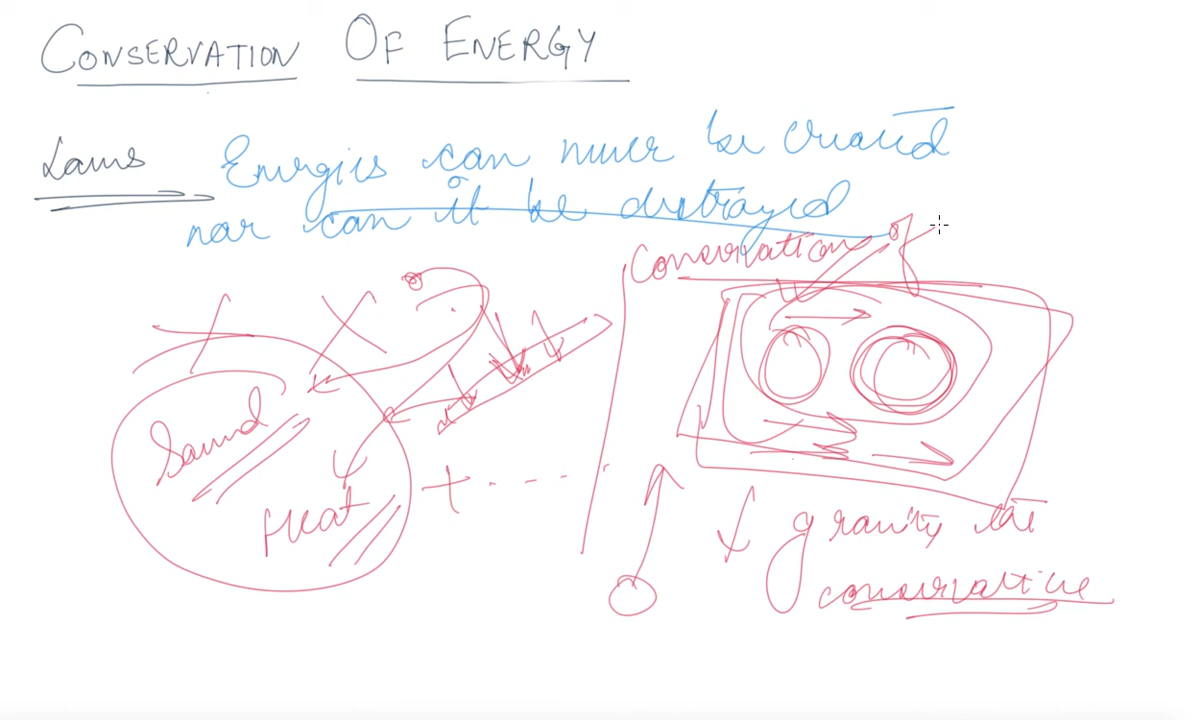 CONSERVATION OF ENERGY
Laws Energies can never be created
nor can it be destroyed
Conservation of
Sound
Heat
gravity
conservative